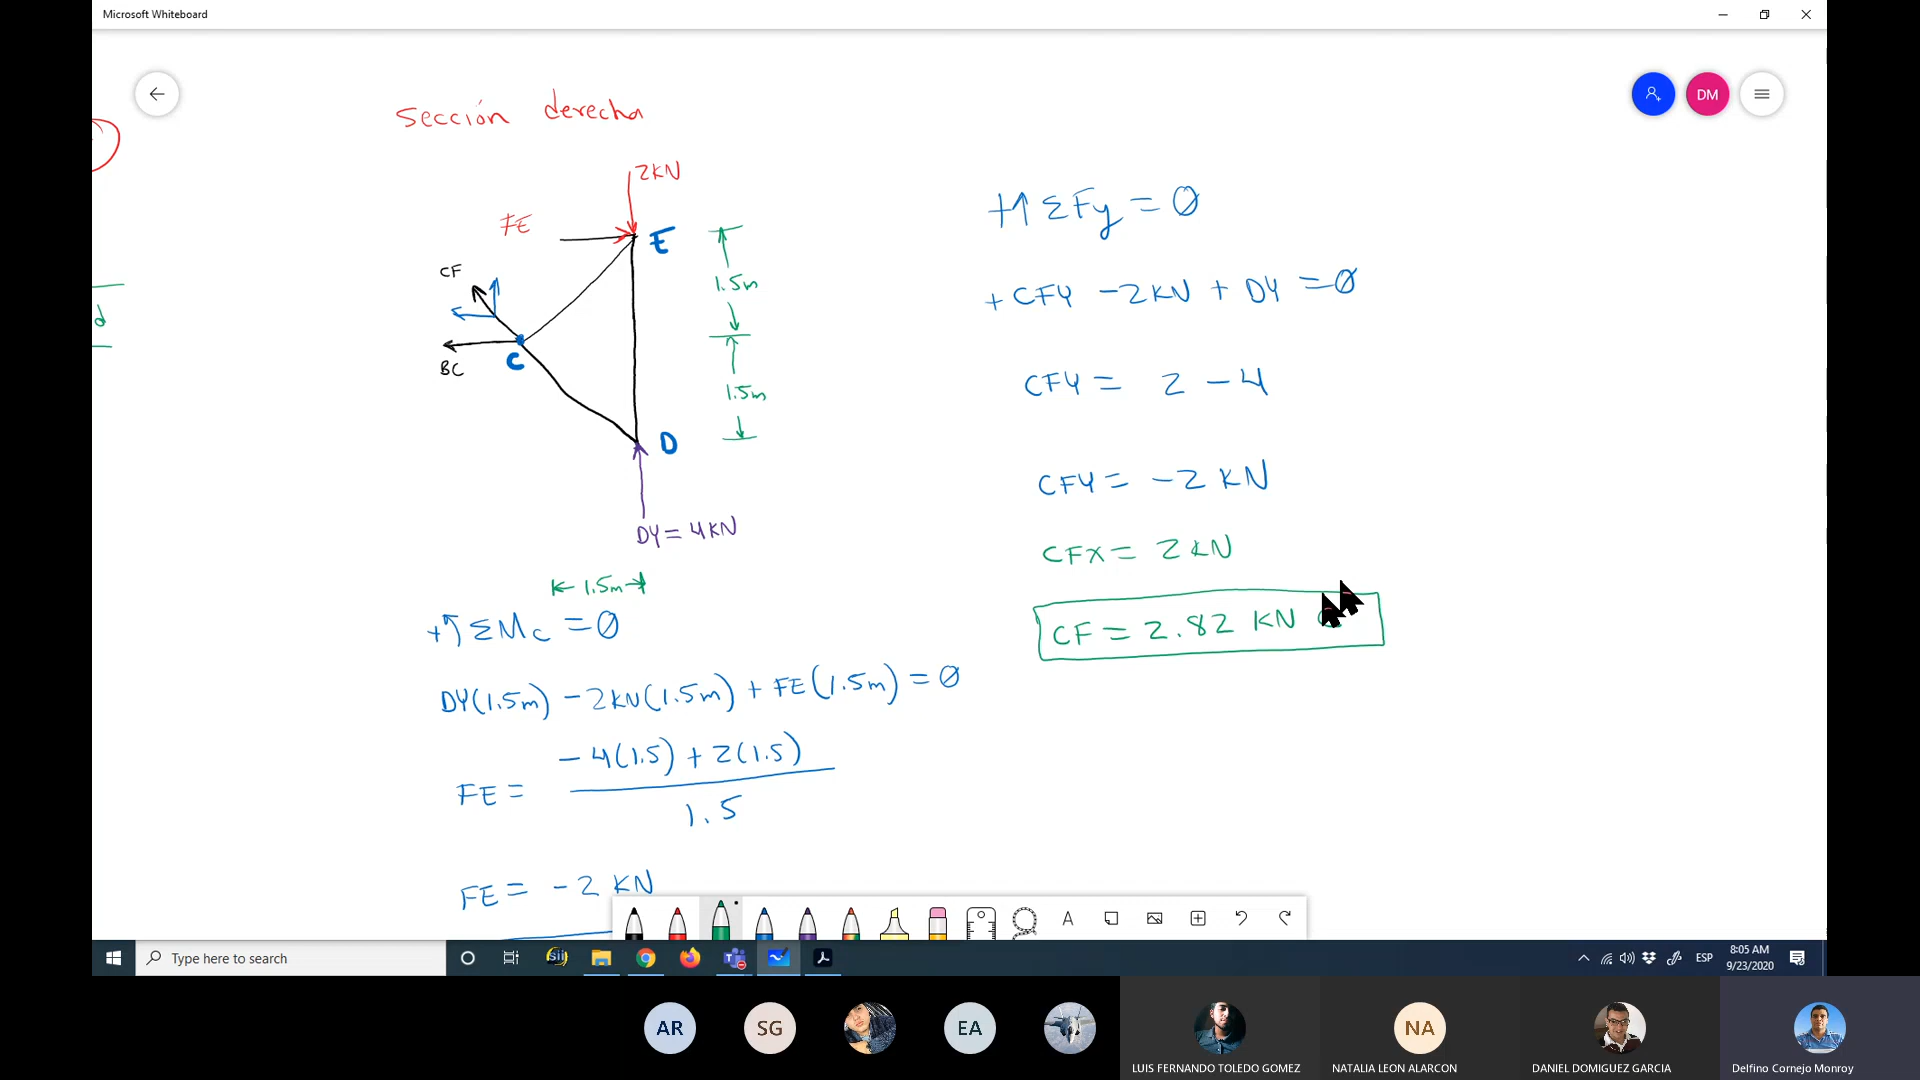 Microsoft Whiteboard
DM
sección derecha
2KN
FE
E
CF
1.5m
C
BC
1.5m
D
DY = 4KN
1.5m
d
+↑ ΣMc = 0
DY(1.5m) - 2KN(1.5m) + FE(1.5m) = 0
FE = -4(1.5) + 2(1.5)
1.5
FE = -2 KN
+↑ ΣFy = 0
+ CFY - 2KN + DY = 0
CFY = 2 - 4
CFY = -2 KN
CFX = 2 KN
CF = 2.82 KN
A
Type here to search
sii
ESP
8:05 AM
9/23/2020
AR
SG
EA
NA
LUIS FERNANDO TOLEDO GOMEZ
NATALIA LEON ALARCON
DANIEL DOMIGUEZ GARCIA
Delfino Cornejo Monroy